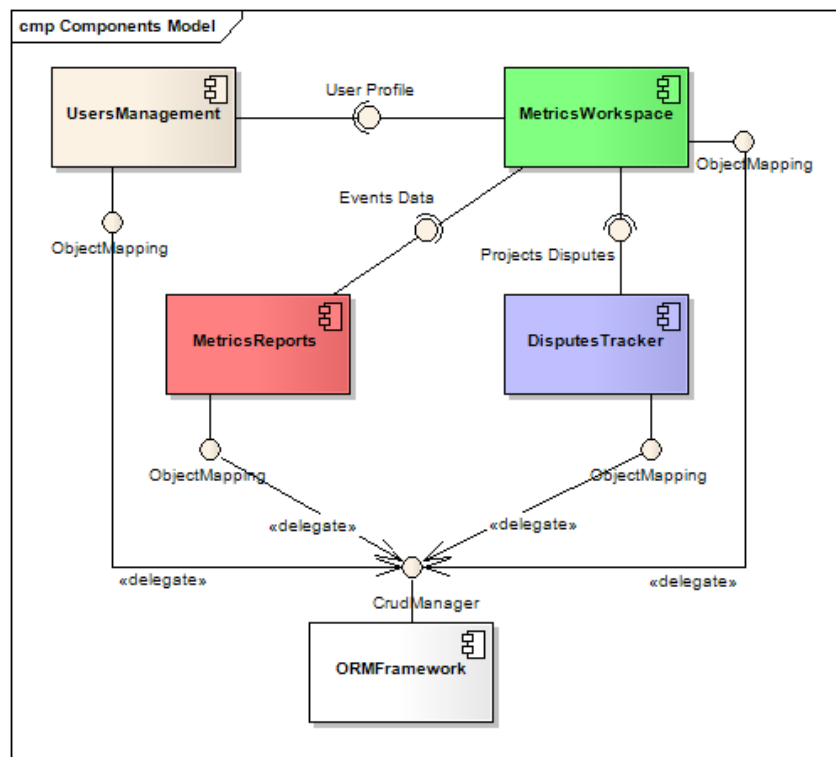 cmp Components Model
User Profile
UsersManagement
MetricsWorkspace
ObjectMapping
Events Data
ObjectMapping
Projects Disputes
MetricsReports
DisputesTracker
ObjectMapping
ObjectMapping
«delegate»
«delegate»
«delegate»
«delegate»
CrudManager
ORMFramework